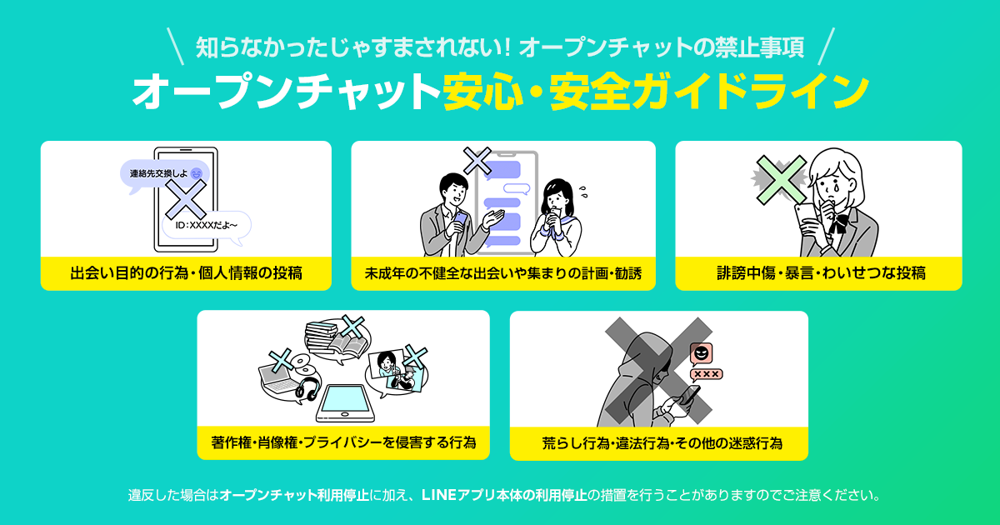 知らなかったじゃすまされない！オープンチャットの禁止事項
オープンチャット安心・安全ガイドライン
連絡先交換しよ
ID：XXXXだよ～
出会い目的の行為・個人情報の投稿
未成年の不健全な出会いや集まりの計画・勧誘
誹謗中傷・暴言・わいせつな投稿
×××
著作権・肖像権・プライバシーを侵害する行為
荒らし行為・違法行為・その他の迷惑行為
違反した場合はオープンチャット利用停止に加え、LINEアプリ本体の利用停止の措置を行うことがありますのでご注意ください。